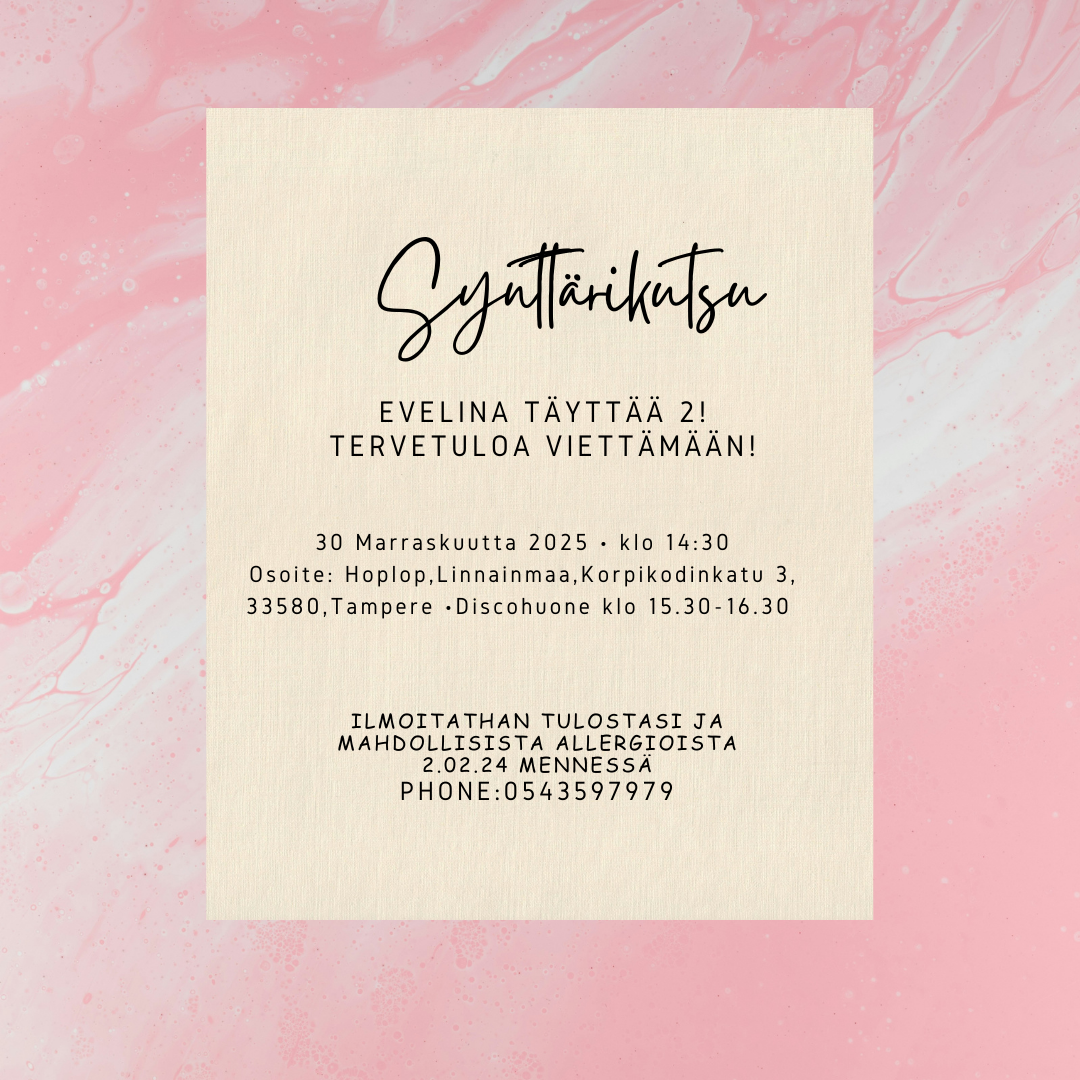 Synttärikutsu
EVELINA TÄYTTÄÄ 2!
TERVETULOA VIETTÄMÄÄN!
30 Marraskuutta 2025 • klo 14:30
Osoite: Hoplop,Linnainmaa,Korpikodinkatu 3,
33580,Tampere •Discohuone klo 15.30-16.30
ILMOITATHAN TULOSTASI JA
MAHDOLLISISTA ALLERGIOISTA
2.02.24 MENNESSÄ
PHONE:0543597979